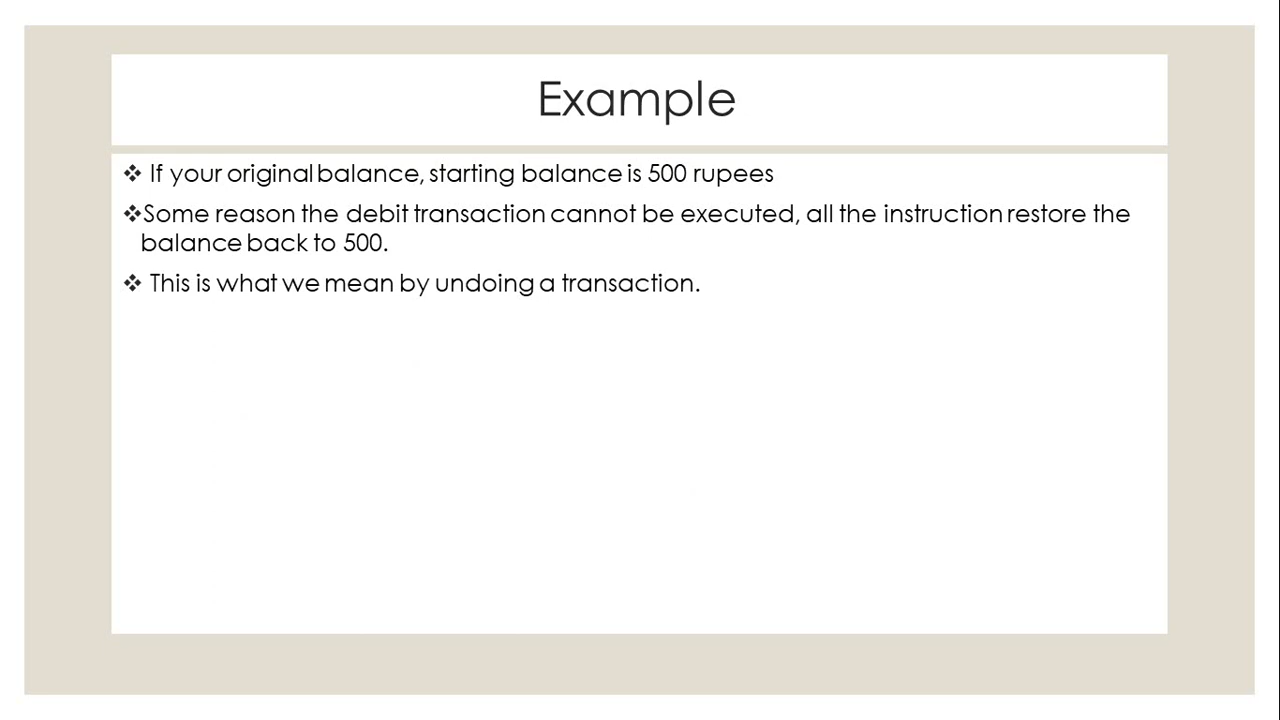 Example
❖ If your original balance, starting balance is 500 rupees
❖Some reason the debit transaction cannot be executed, all the instruction restore the
balance back to 500.
❖ This is what we mean by undoing a transaction.